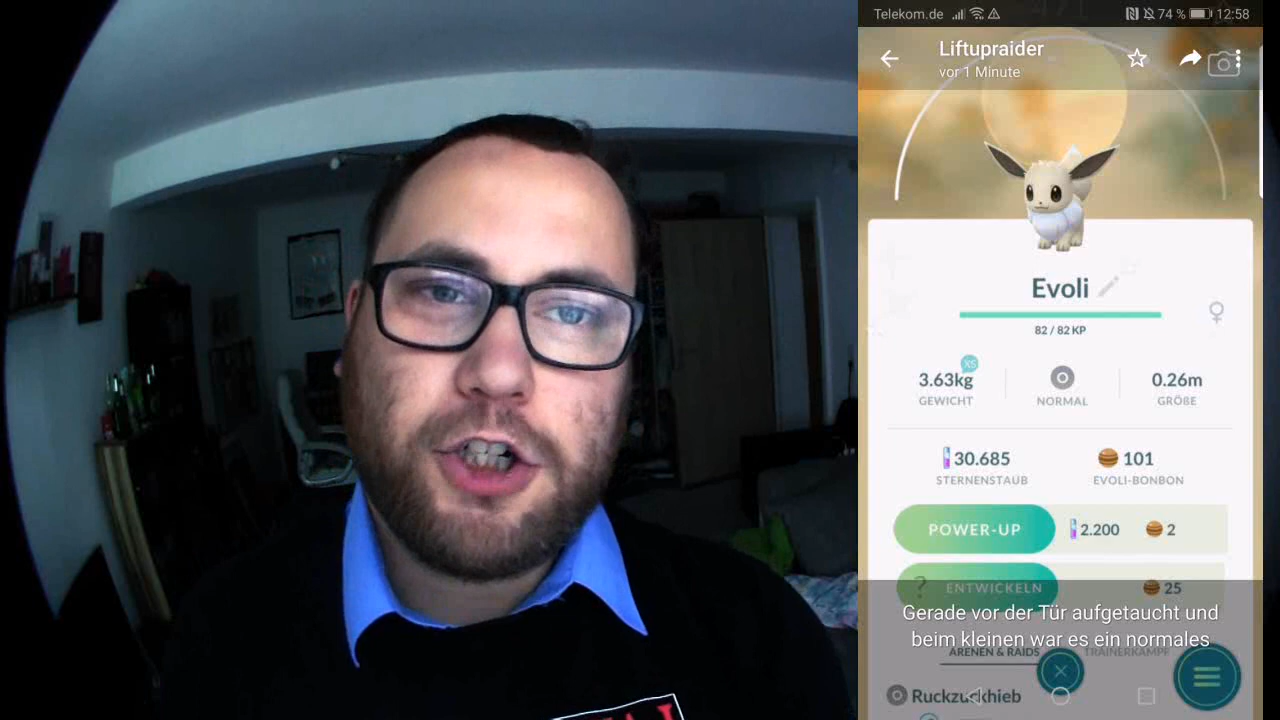 Telekom.de 74 % 12:58
Liftupraider
vor 1 Minute
Evoli
82 / 82 KP
XS
3.63kg 0.26m
GEWICHT NORMAL GRÖßE
30.685 101
STERNENSTAUB EVOLI-BONBON
POWER-UP 2.200 2
? ENTWICKELN 25
Gerade vor der Tür aufgetaucht und
beim kleinen war es ein normales
ARENEN & RAIDS TRAINERKAMPF
Ruckzuckhieb